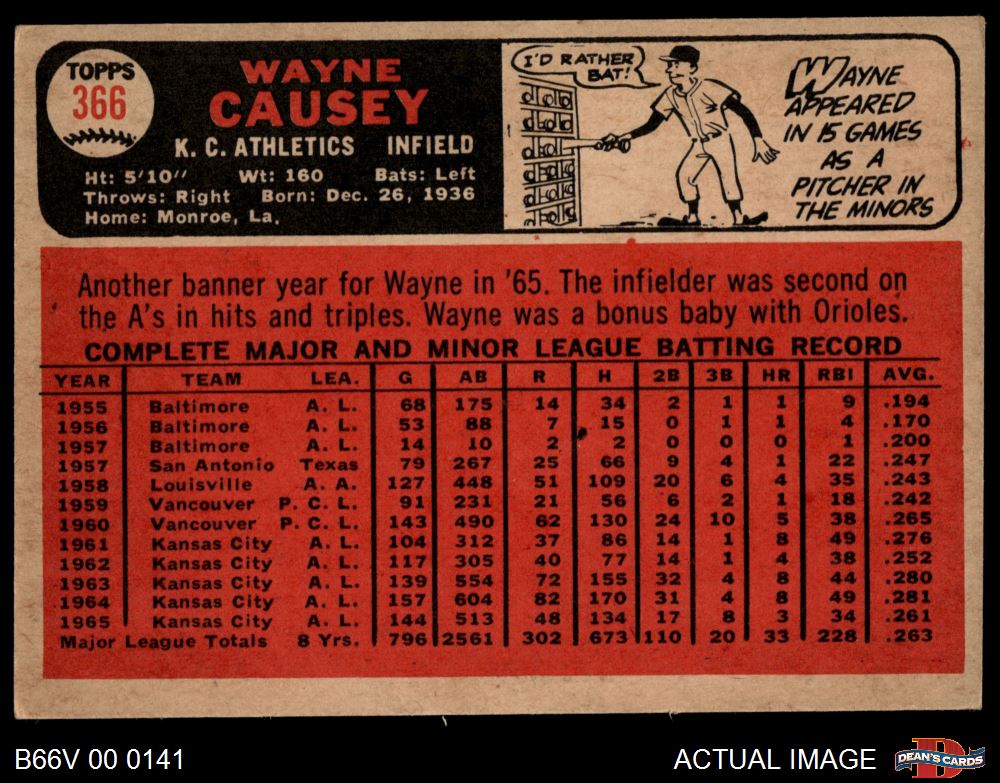 TOPPS
366
WAYNE
CAUSEY
K. C. ATHLETICS INFIELD
Ht: 5'10" Wt: 160 Bats: Left
Throws: Right Born: Dec. 26, 1936
Home: Monroe, La.
I'D RATHER
BAT!
WAYNE
APPEARED
IN 15 GAMES
AS A
PITCHER IN
THE MINORS
Another banner year for Wayne in '65. The infielder was second on
the A's in hits and triples. Wayne was a bonus baby with Orioles.
COMPLETE MAJOR AND MINOR LEAGUE BATTING RECORD
YEAR TEAM LEA. G AB R H 2B 3B HR RBI AVG.
1955 Baltimore A. L. 68 175 14 34 2 1 1 9 .194
1956 Baltimore A. L. 53 88 7 15 0 1 1 4 .170
1957 Baltimore A. L. 14 10 2 2 0 0 0 1 .200
1957 San Antonio Texas 79 267 25 66 9 4 1 22 .247
1958 Louisville A. A. 127 448 51 109 20 6 4 35 .243
1959 Vancouver P. C. L. 91 231 21 56 6 2 1 18 .242
1960 Vancouver P. C. L. 143 490 62 130 24 10 5 38 .265
1961 Kansas City A. L. 104 312 37 86 14 1 8 49 .276
1962 Kansas City A. L. 117 305 40 77 14 1 4 38 .252
1963 Kansas City A. L. 139 554 72 155 32 4 8 44 .280
1964 Kansas City A. L. 157 604 82 170 31 4 8 49 .281
1965 Kansas City A. L. 144 513 48 134 17 8 3 34 .261
Major League Totals 8 Yrs. 796 2561 302 673 110 20 33 228 .263
B66V 00 0141
ACTUAL IMAGE
D
DEAN'S CARDS